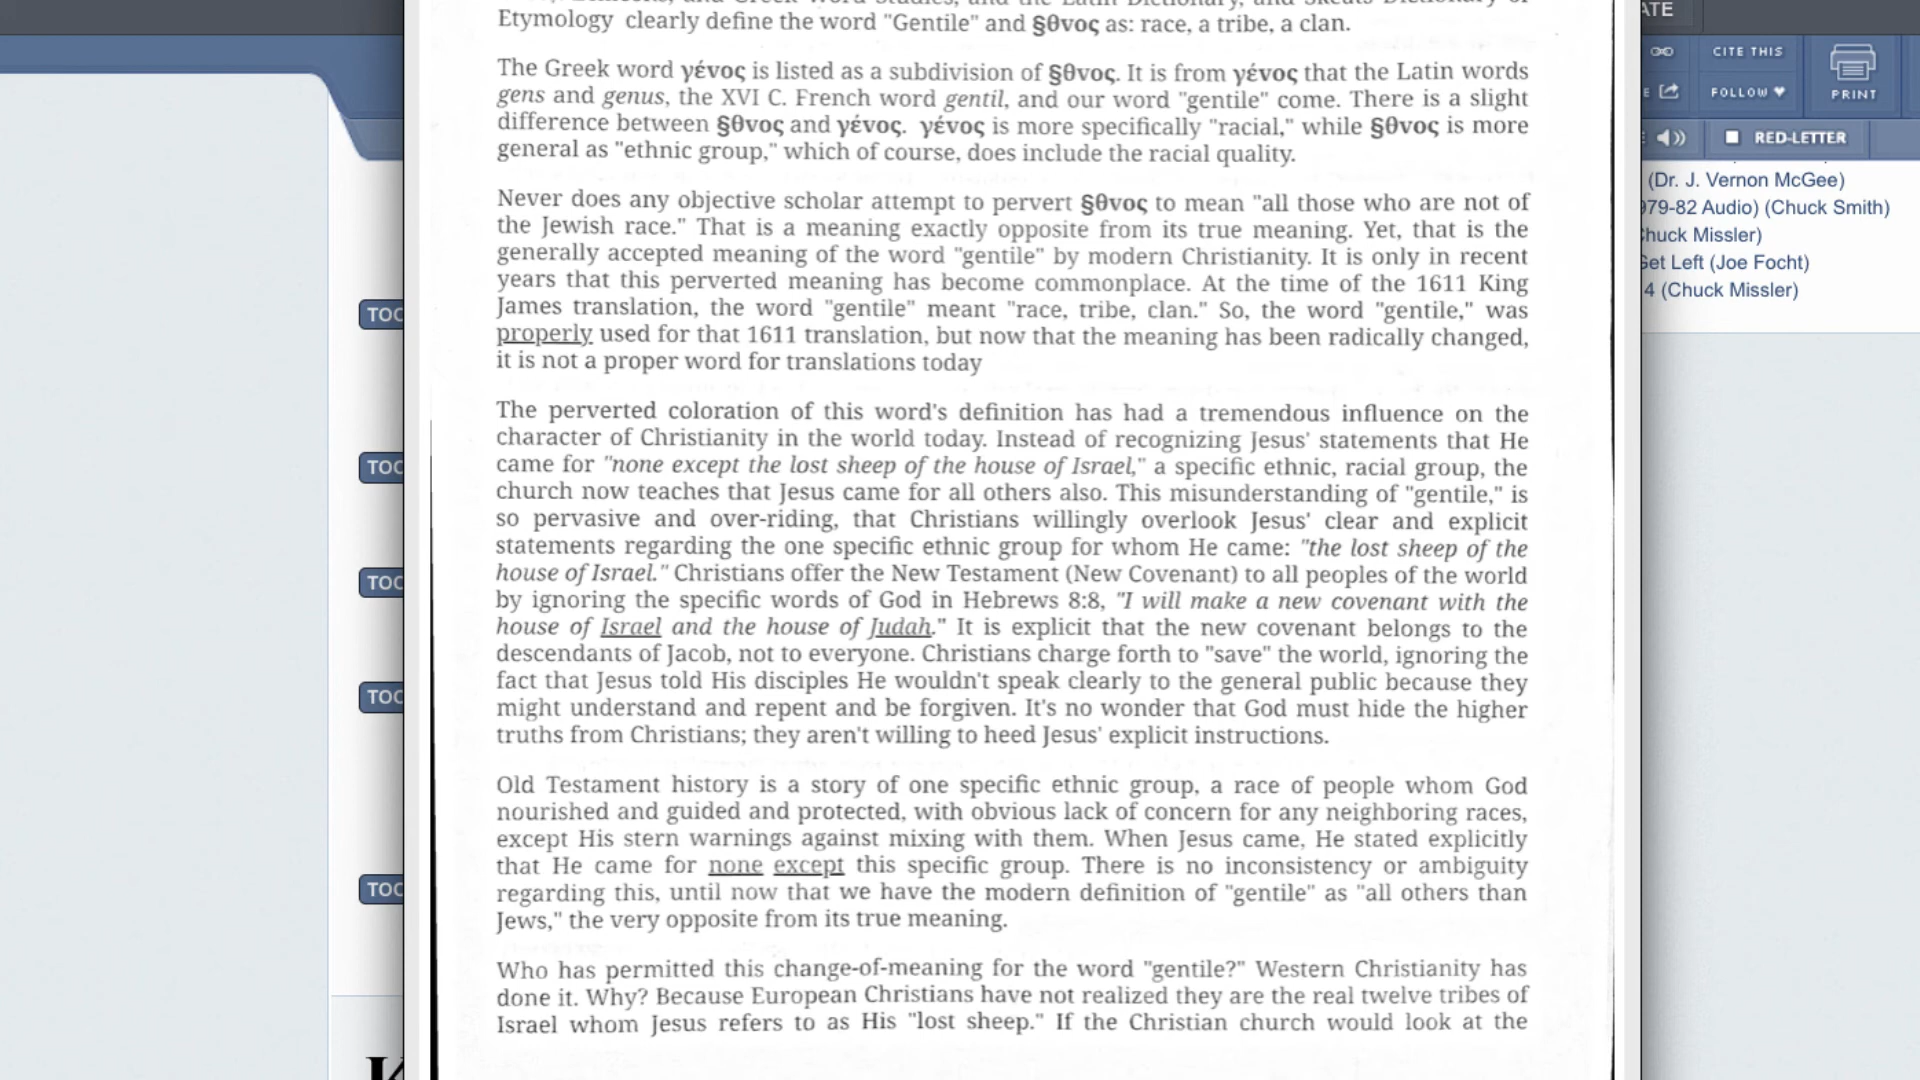 Etymology clearly define the word "Gentile" and §θνος as: race, a tribe, a clan.
The Greek word γένος is listed as a subdivision of §θνος. It is from γένος that the Latin words
gens and genus, the XVI C. French word gentil, and our word "gentile" come. There is a slight
difference between §θνος and γένος. γένος is more specifically "racial," while §θνος is more
general as "ethnic group," which of course, does include the racial quality.
Never does any objective scholar attempt to pervert §θνος to mean "all those who are not of
the Jewish race." That is a meaning exactly opposite from its true meaning. Yet, that is the
generally accepted meaning of the word "gentile" by modern Christianity. It is only in recent
years that this perverted meaning has become commonplace. At the time of the 1611 King
James translation, the word "gentile" meant "race, tribe, clan." So, the word "gentile," was
properly used for that 1611 translation, but now that the meaning has been radically changed,
it is not a proper word for translations today
The perverted coloration of this word's definition has had a tremendous influence on the
character of Christianity in the world today. Instead of recognizing Jesus' statements that He
came for "none except the lost sheep of the house of Israel," a specific ethnic, racial group, the
church now teaches that Jesus came for all others also. This misunderstanding of "gentile," is
so pervasive and over-riding, that Christians willingly overlook Jesus' clear and explicit
statements regarding the one specific ethnic group for whom He came: "the lost sheep of the
house of Israel." Christians offer the New Testament (New Covenant) to all peoples of the world
by ignoring the specific words of God in Hebrews 8:8, "I will make a new covenant with the
house of Israel and the house of Judah." It is explicit that the new covenant belongs to the
descendants of Jacob, not to everyone. Christians charge forth to "save" the world, ignoring the
fact that Jesus told His disciples He wouldn't speak clearly to the general public because they
might understand and repent and be forgiven. It's no wonder that God must hide the higher
truths from Christians; they aren't willing to heed Jesus' explicit instructions.
Old Testament history is a story of one specific ethnic group, a race of people whom God
nourished and guided and protected, with obvious lack of concern for any neighboring races,
except His stern warnings against mixing with them. When Jesus came, He stated explicitly
that He came for none except this specific group. There is no inconsistency or ambiguity
regarding this, until now that we have the modern definition of "gentile" as "all others than
Jews," the very opposite from its true meaning.
Who has permitted this change-of-meaning for the word "gentile?" Western Christianity has
done it. Why? Because European Christians have not realized they are the real twelve tribes of
Israel whom Jesus refers to as His "lost sheep." If the Christian church would look at the
TOO
TOO
TOO
TOO
TOO
CITE THIS
FOLLOW ♥
PRINT
RED-LETTER
(Dr. J. Vernon McGee)
979-82 Audio) (Chuck Smith)
Chuck Missler)
Get Left (Joe Focht)
4 (Chuck Missler)